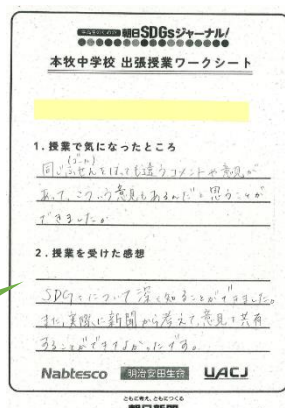 朝日SDGsジャーナル!
本牧中学校 出張授業ワークシート
1.授業で気になったところ
同じふせんをはっても違うコメントや意見が
あって、こういう意見もあるんだと思うことが
できました。
2.授業を受けた感想
SDGsについて深く知ることができました。
また、実際に新聞から考えて、意見を共有
することができてよかったです。
Nabtesco 明治安田生命 UACJ
ともに考え、ともにつくる
朝日新聞